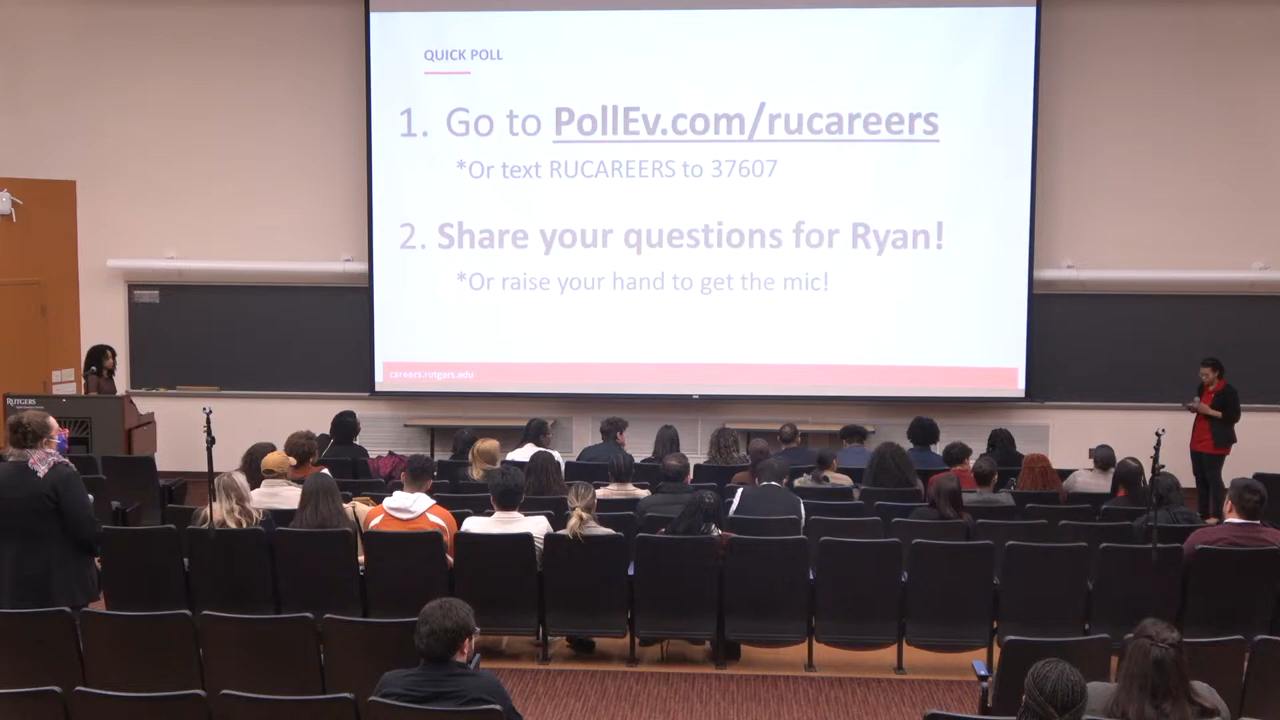 QUICK POLL
1. Go to PollEv.com/rucareers
*Or text RUCAREERS to 37607
2. Share your questions for Ryan!
*Or raise your hand to get the mic!
careers.rutgers.edu
RUTGERS